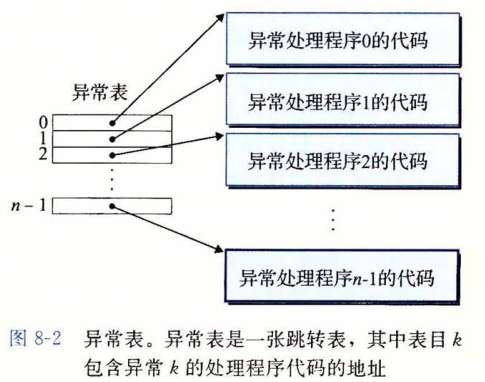 异常处理程序0的代码
异常表
异常处理程序1的代码
0
1
2
异常处理程序2的代码
n-1
异常处理程序n-1的代码
图 8-2 异常表。异常表是一张跳转表，其中表目 k
包含异常 k 的处理程序代码的地址